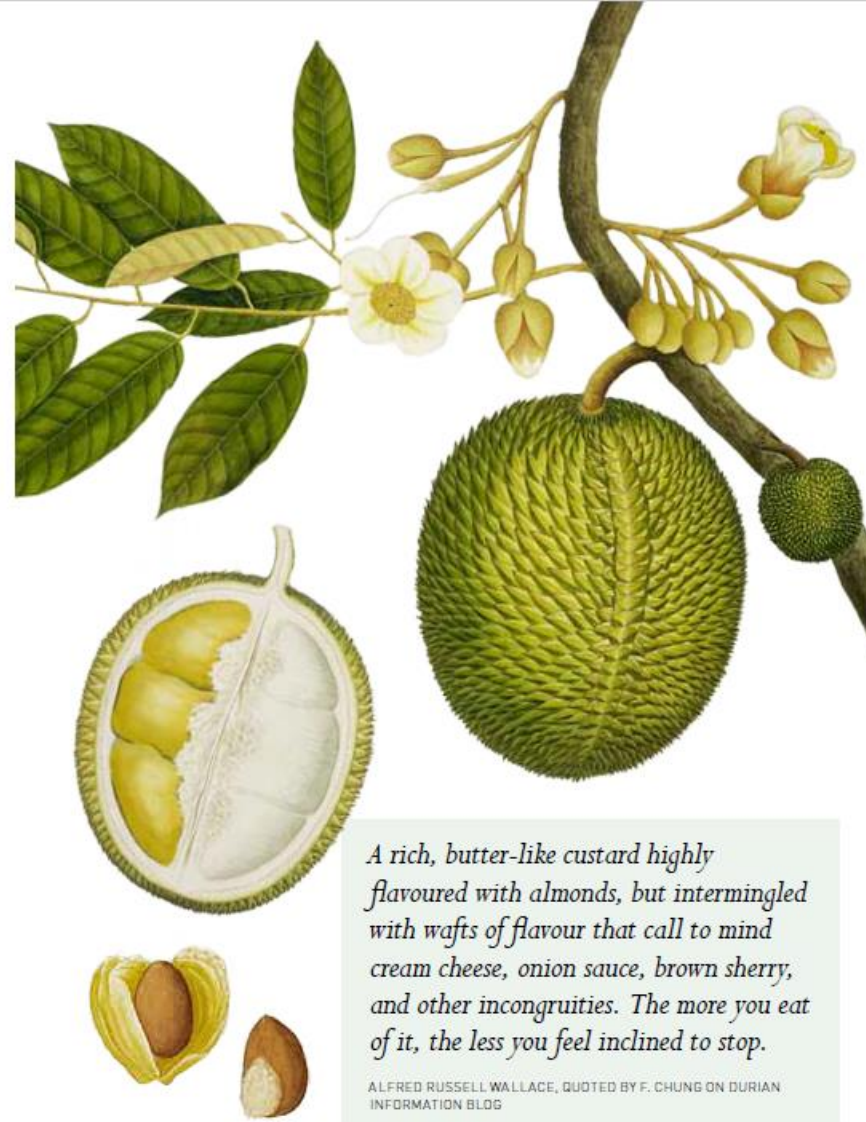 A rich, butter-like custard highly
flavoured with almonds, but intermingled
with wafts of flavour that call to mind
cream cheese, onion sauce, brown sherry,
and other incongruities. The more you eat
of it, the less you feel inclined to stop.
ALFRED RUSSELL WALLACE, QUOTED BY F. CHUNG ON DURIAN
INFORMATION BLOG